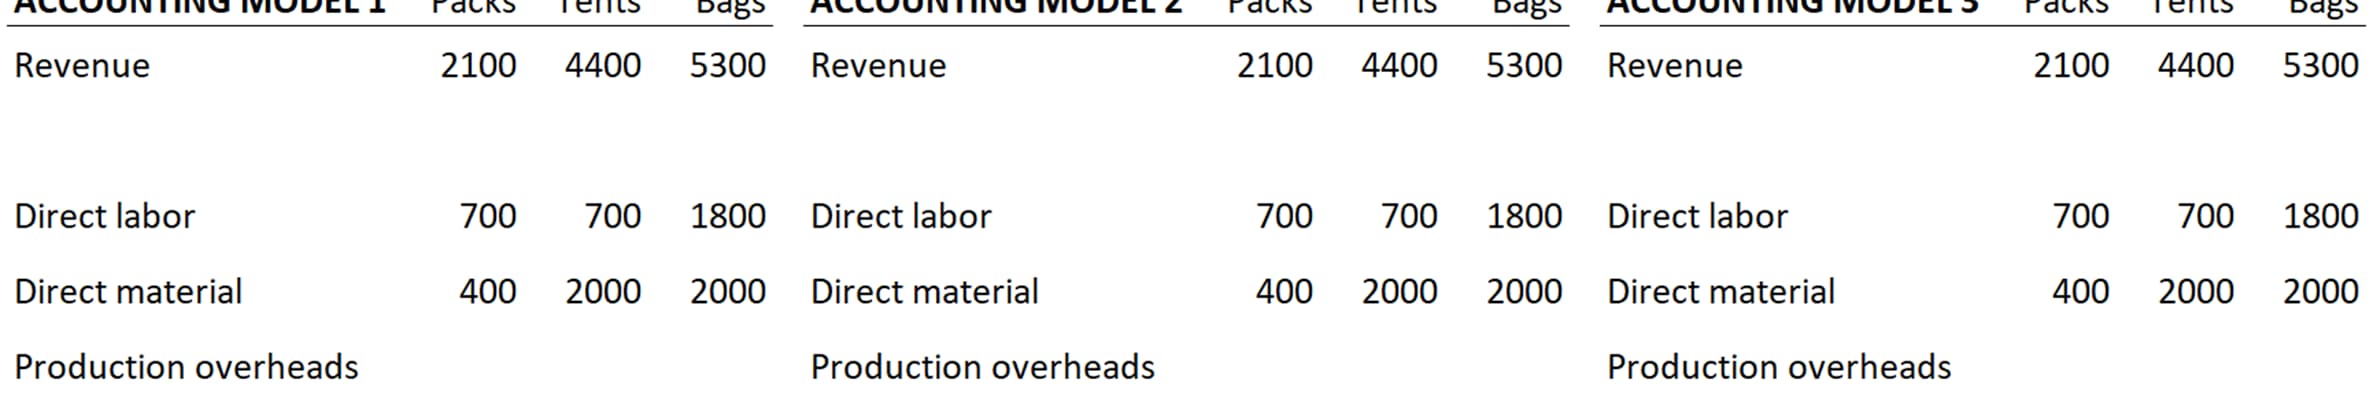 ACCOUNTING MODEL 1 Packs Tents Bags ACCOUNTING MODEL 2 Packs Tents Bags ACCOUNTING MODEL 3 Packs Tents Bags
Revenue 2100 4400 5300 Revenue 2100 4400 5300 Revenue 2100 4400 5300
Direct labor 700 700 1800 Direct labor 700 700 1800 Direct labor 700 700 1800
Direct material 400 2000 2000 Direct material 400 2000 2000 Direct material 400 2000 2000
Production overheads Production overheads Production overheads